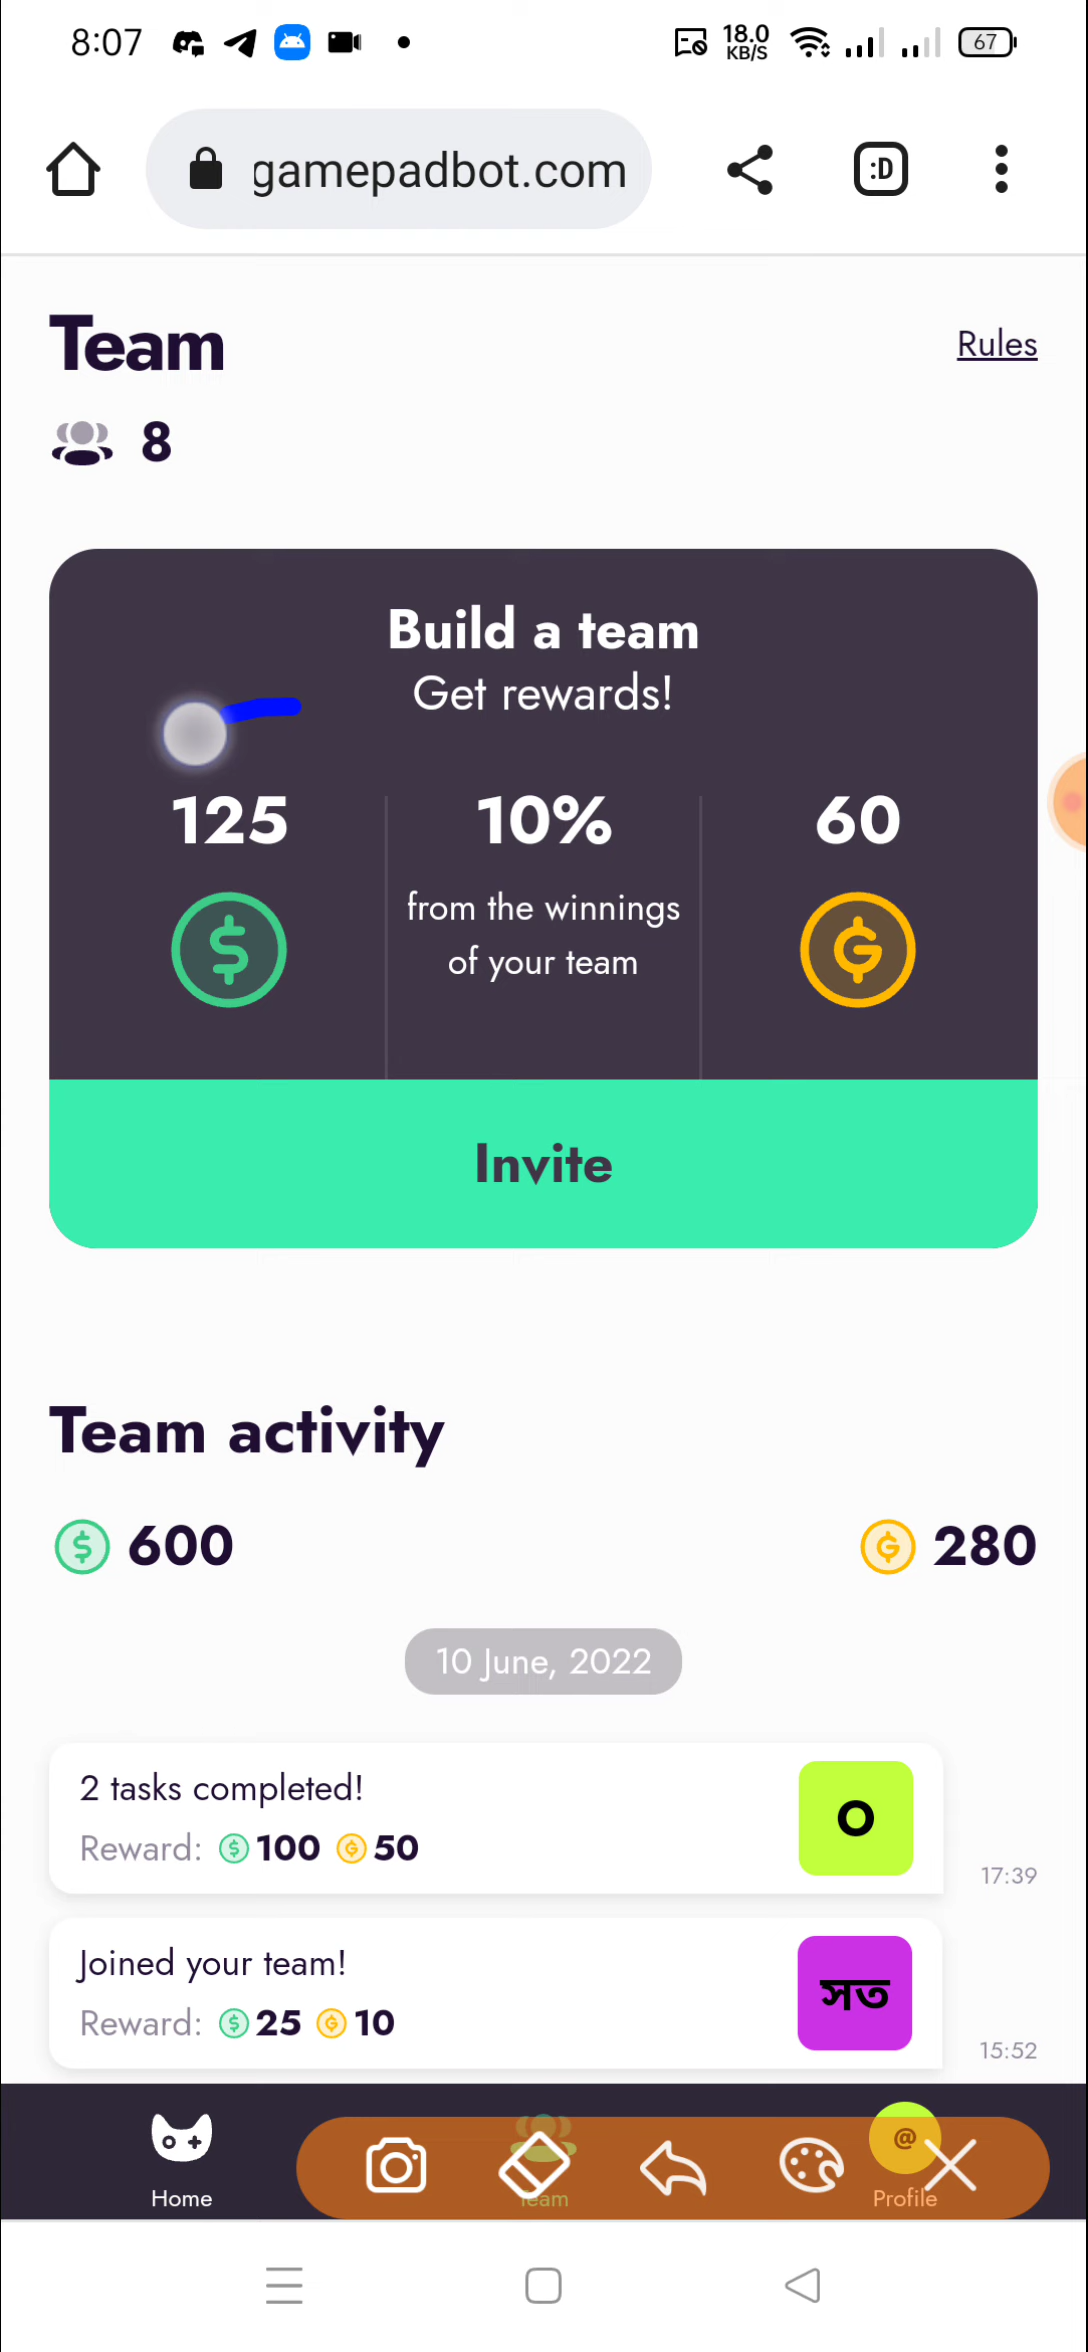 8:07
18.0
KB/S
67
gamepadbot.com
:D
Team
Rules
8
Build a team
Get rewards!
125
10%
60
from the winnings
of your team
Invite
Team activity
600
280
10 June, 2022
2 tasks completed!
Reward: 100 50
O
17:39
Joined your team!
Reward: 25 10
সত
15:52
@
Home
Team
Profile